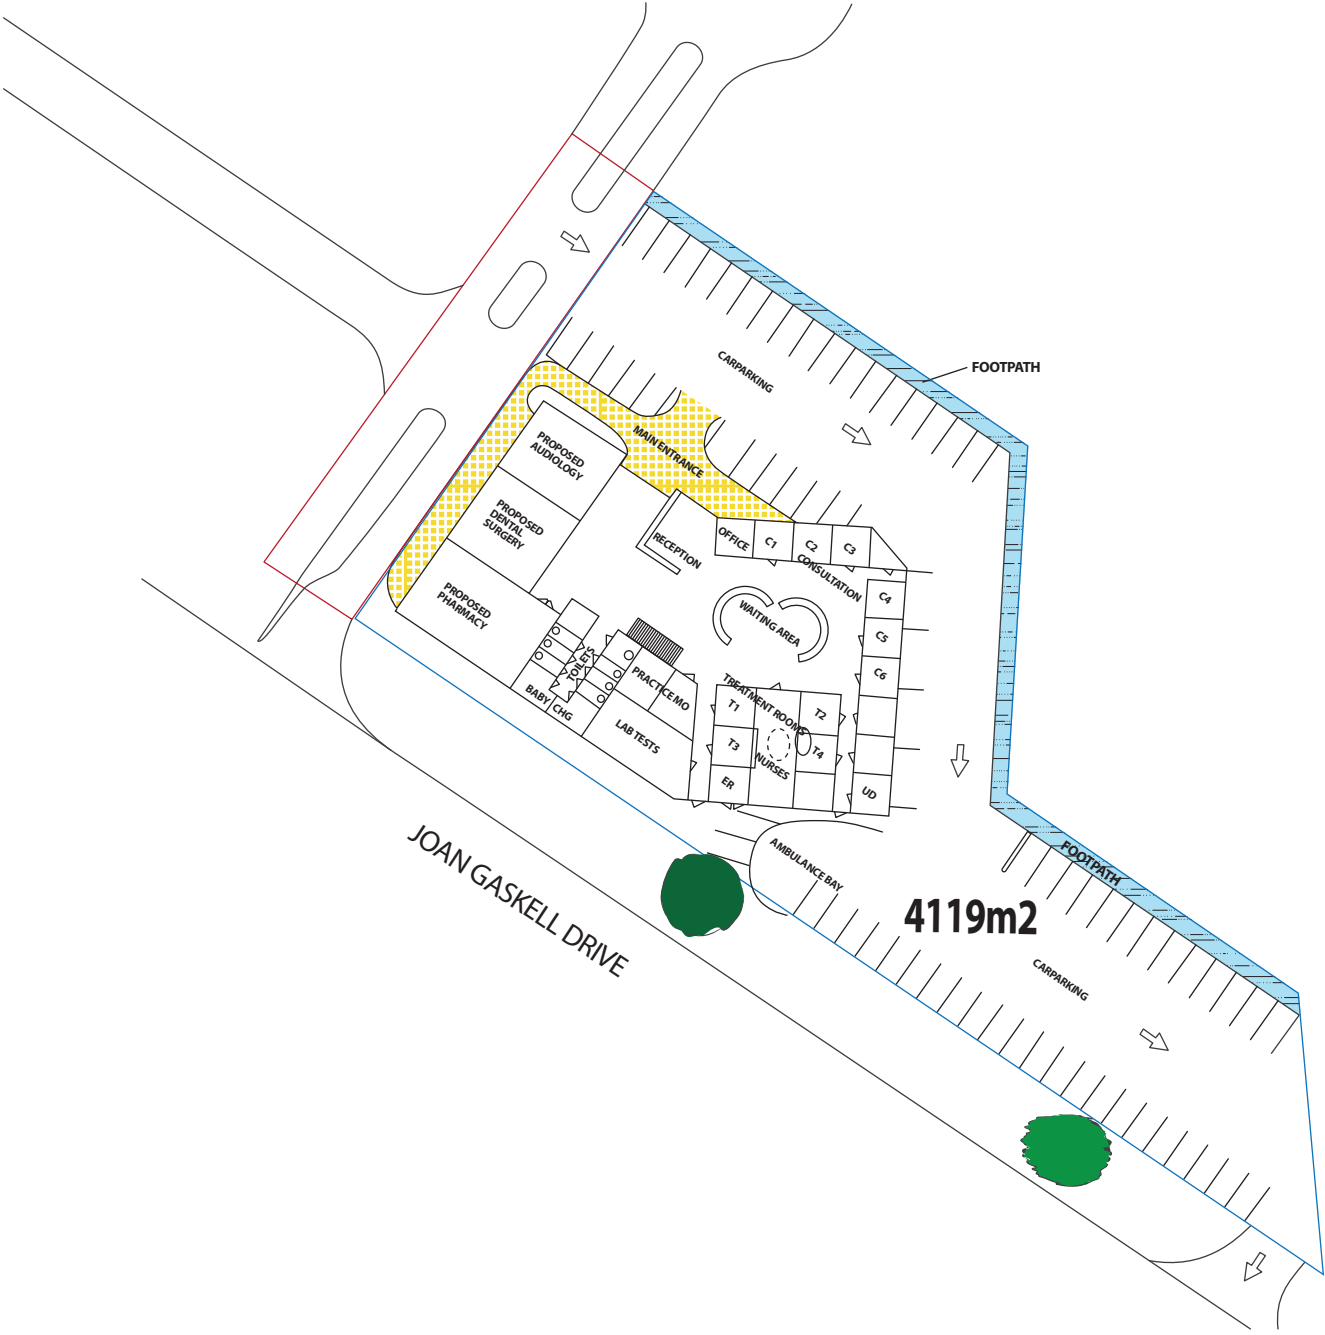 FOOTPATH
CARPARKING
MAIN ENTRANCE
PROPOSED
AUDIOLOGY
PROPOSED
DENTAL
SURGERY
PROPOSED
PHARMACY
RECEPTION
OFFICE
C1
C2
C3
CONSULTATION
C4
C5
C6
WAITING AREA
TOILETS
PRACTICE MO
BABY CHG
LAB TESTS
TREATMENT ROOMS
T1
T2
T3
T4
NURSES
ER
UD
AMBULANCE BAY
FOOTPATH
4119m2
CARPARKING
JOAN GASKELL DRIVE